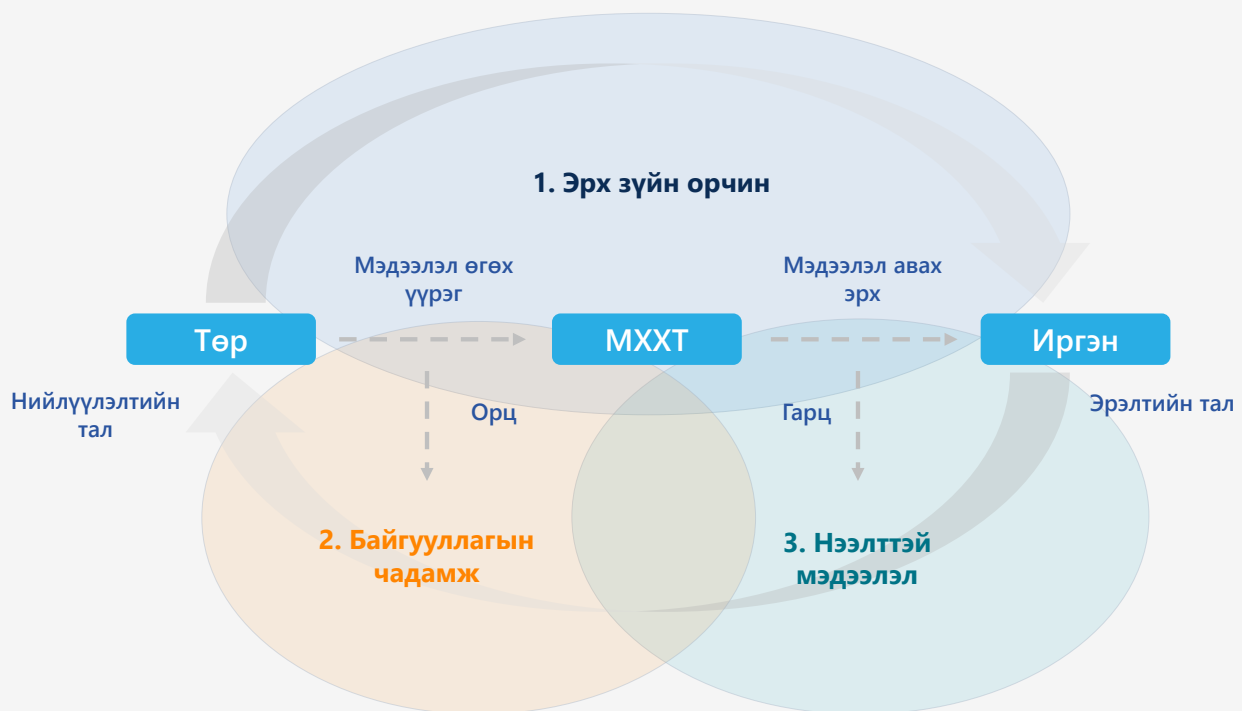 1. Эрх зүйн орчин
Мэдээлэл өгөх
үүрэг
Мэдээлэл авах
эрх
Төр
МХХТ
Иргэн
Нийлүүлэлтийн
тал
Орц
Гарц
Эрэлтийн тал
2. Байгууллагын
чадамж
3. Нээлттэй
мэдээлэл